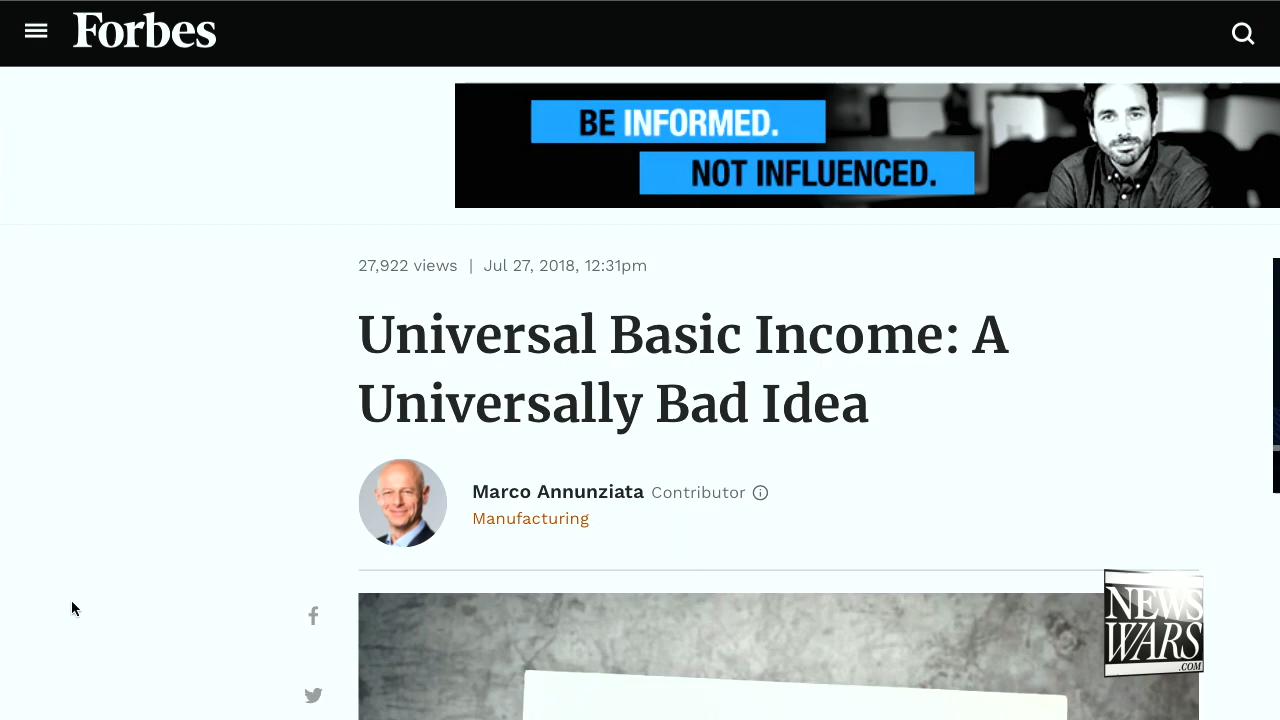 Forbes
BE INFORMED.
NOT INFLUENCED.
27,922 views | Jul 27, 2018, 12:31pm
Universal Basic Income: A
Universally Bad Idea
Marco Annunziata Contributor
Manufacturing
NEWS
WARS
.COM